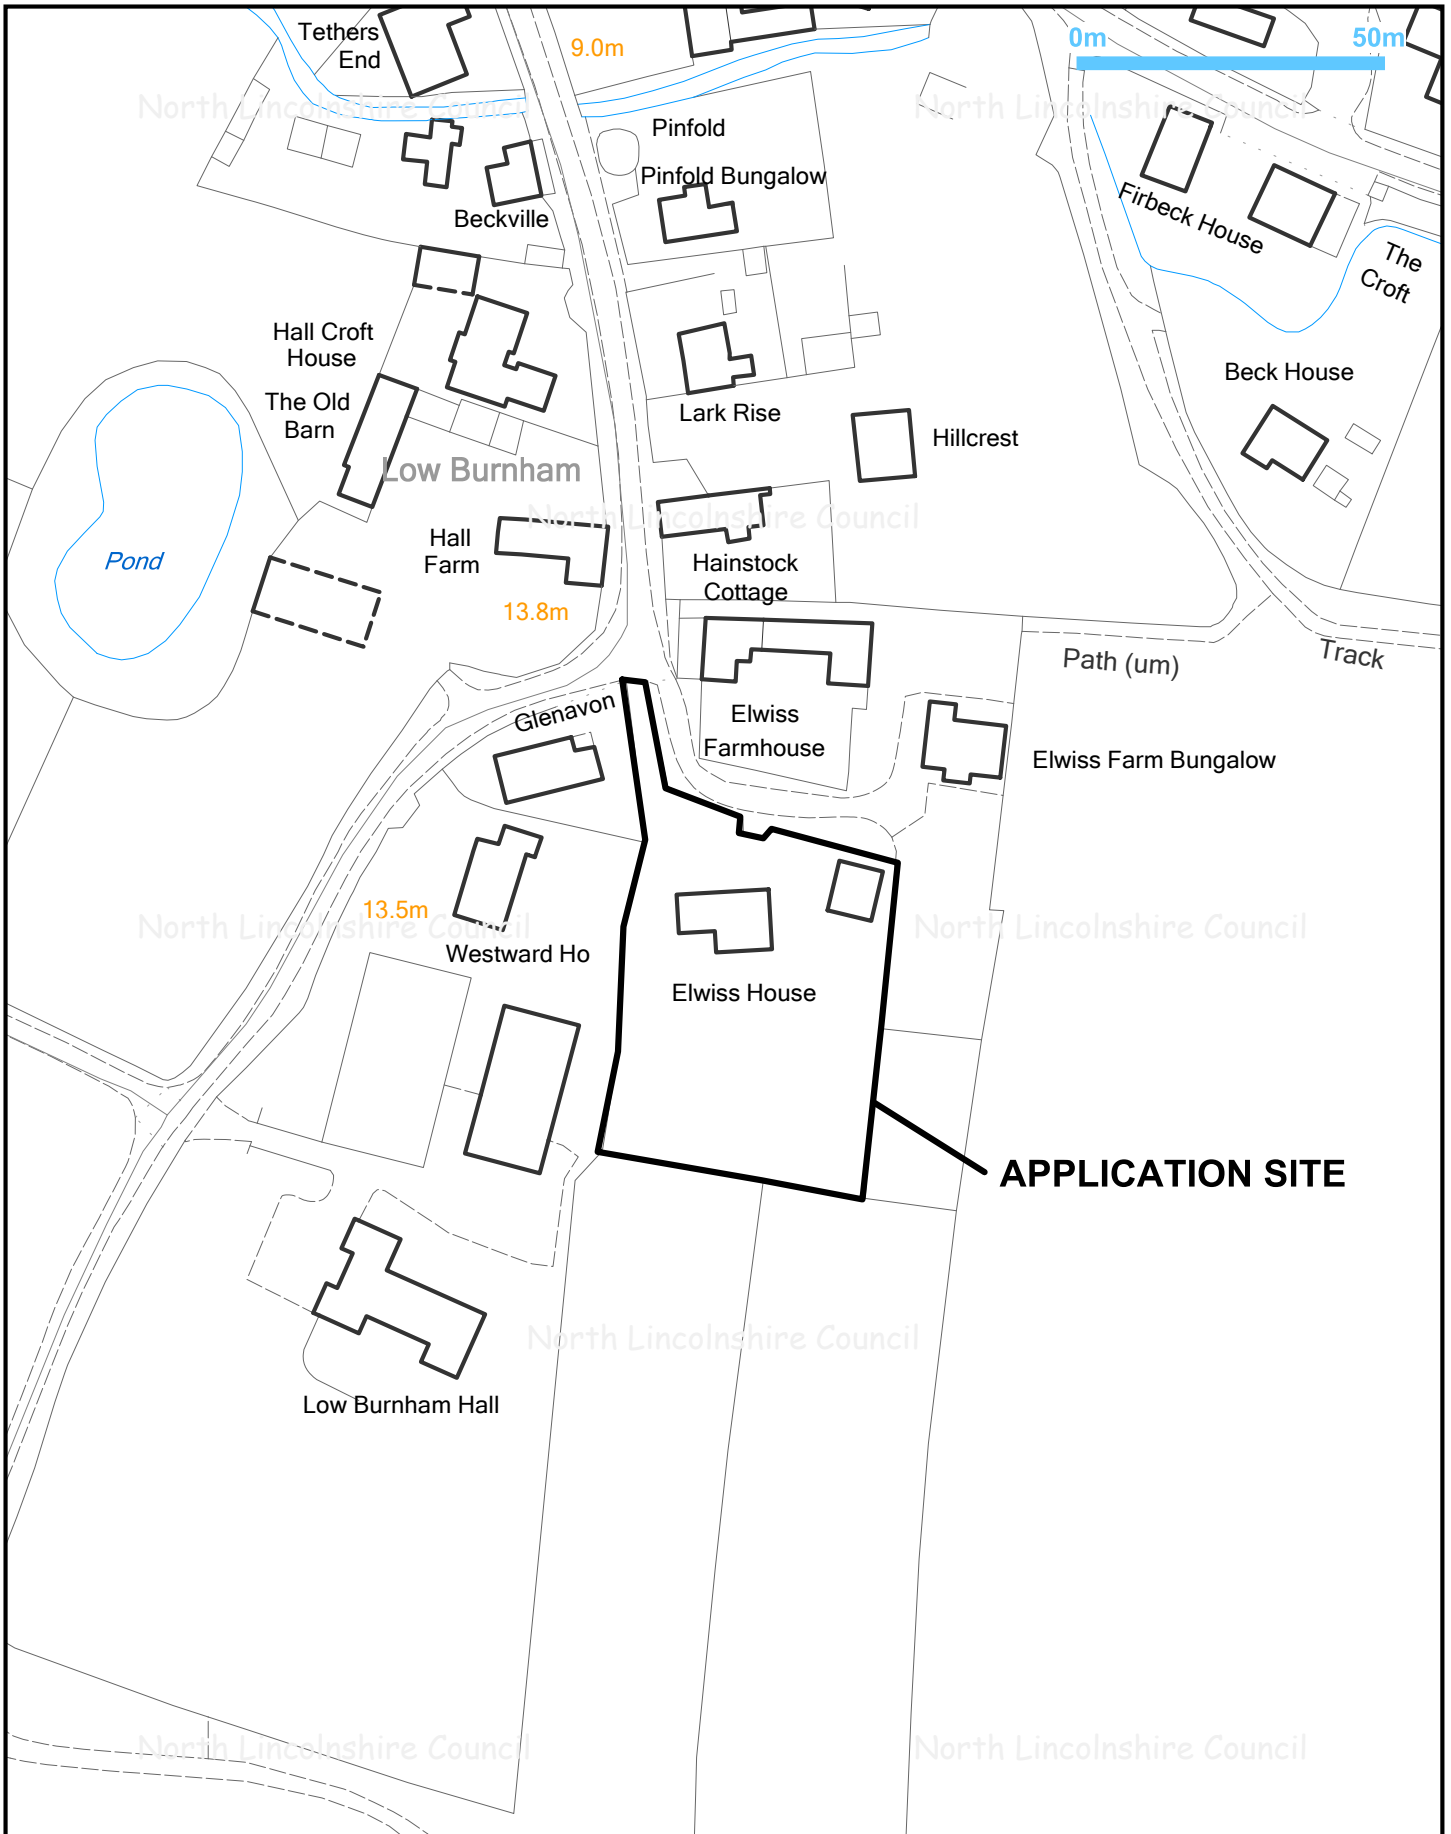 Tethers
End
9.0m
0m
50m
North Lincolnshire Council
North Lincolnshire Council
Pinfold
Pinfold Bungalow
Beckville
Firbeck House
The
Croft
Hall Croft
House
The Old
Barn
Lark Rise
Beck House
Hillcrest
Low Burnham
North Lincolnshire Council
Hall
Farm
Pond
Hainstock
Cottage
13.8m
Path (um)
Track
Glenavon
Elwiss
Farmhouse
Elwiss Farm Bungalow
13.5m
North Lincolnshire Council
North Lincolnshire Council
Westward Ho
Elwiss House
APPLICATION SITE
North Lincolnshire Council
Low Burnham Hall
North Lincolnshire Council
North Lincolnshire Council